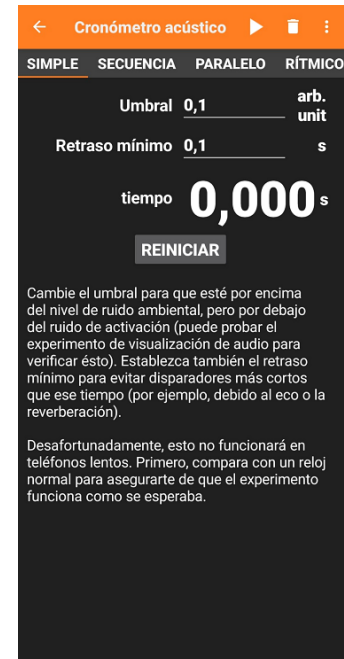 Cronómetro acústico
SIMPLE SECUENCIA PARALELO RÍTMICO
Umbral 0,1 arb. unit
Retraso mínimo 0,1 s
tiempo 0,000 s
REINICIAR
Cambie el umbral para que esté por encima
del nivel de ruido ambiental, pero por debajo
del ruido de activación (puede probar el
experimento de visualización de audio para
verificar ésto). Establezca también el retraso
mínimo para evitar disparadores más cortos
que ese tiempo (por ejemplo, debido al eco o la
reverberación).
Desafortunadamente, esto no funcionará en
teléfonos lentos. Primero, compara con un reloj
normal para asegurarte de que el experimento
funciona como se esperaba.